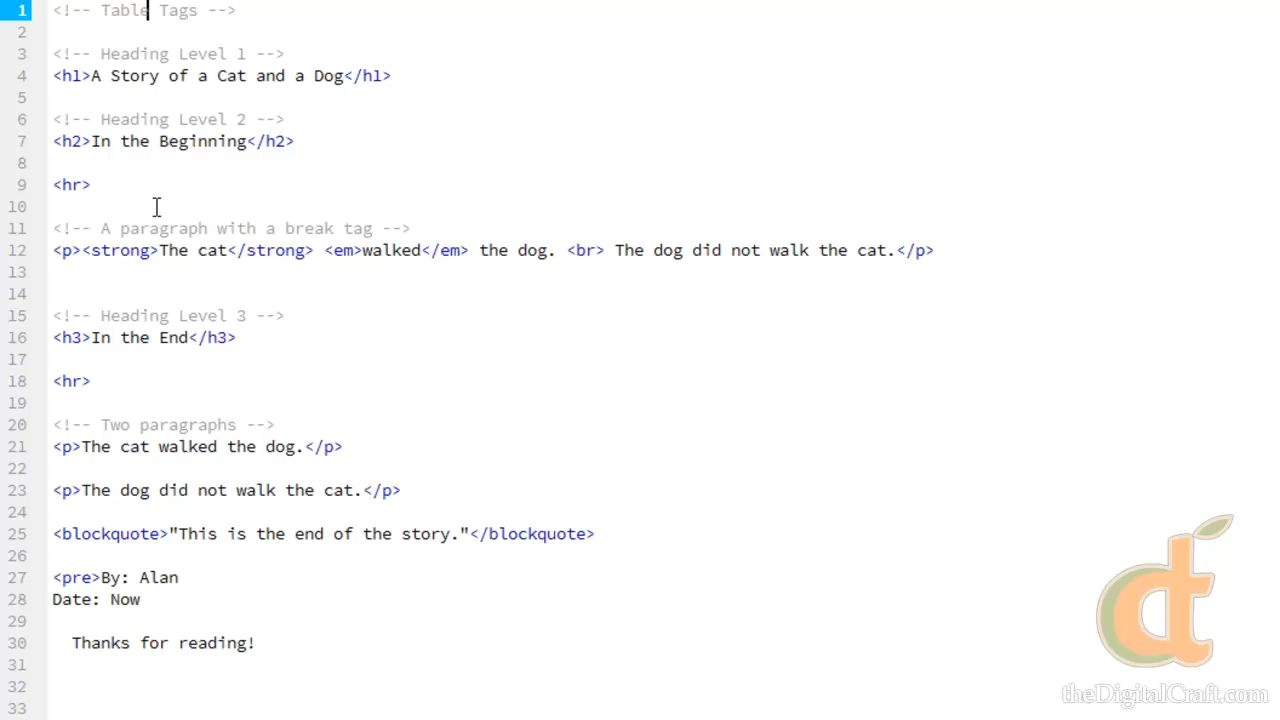 1 <!-- Table Tags -->
2
3 <!-- Heading Level 1 -->
4 <h1>A Story of a Cat and a Dog</h1>
5
6 <!-- Heading Level 2 -->
7 <h2>In the Beginning</h2>
8
9 <hr>
10
11 <!-- A paragraph with a break tag -->
12 <p><strong>The cat</strong> <em>walked</em> the dog. <br> The dog did not walk the cat.</p>
13
14
15 <!-- Heading Level 3 -->
16 <h3>In the End</h3>
17
18 <hr>
19
20 <!-- Two paragraphs -->
21 <p>The cat walked the dog.</p>
22
23 <p>The dog did not walk the cat.</p>
24
25 <blockquote>"This is the end of the story."</blockquote>
26
27 <pre>By: Alan
28 Date: Now
29
30   Thanks for reading!
31
32
33
dt
theDigitalCraft.com